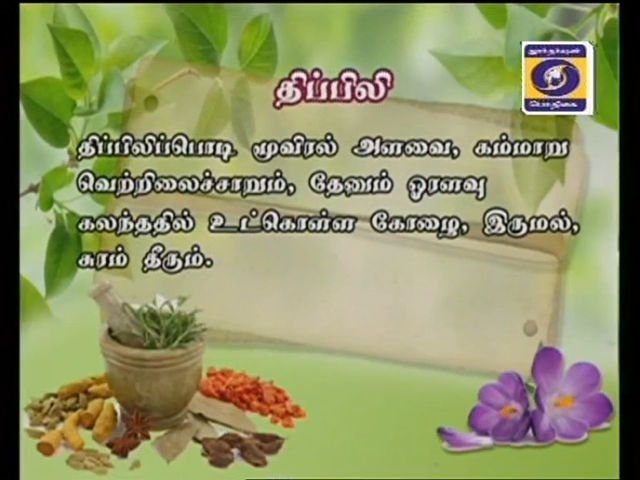 திப்பிலி
திப்பிலிப்பொடி மூவிரல் அளவை, கம்மாறு
வெற்றிலைச்சாறும், தேனும் ஓரளவு
கலந்ததில் உட்கொள்ள கோழை, இருமல்,
சுரம் தீரும்.
பொதிகை